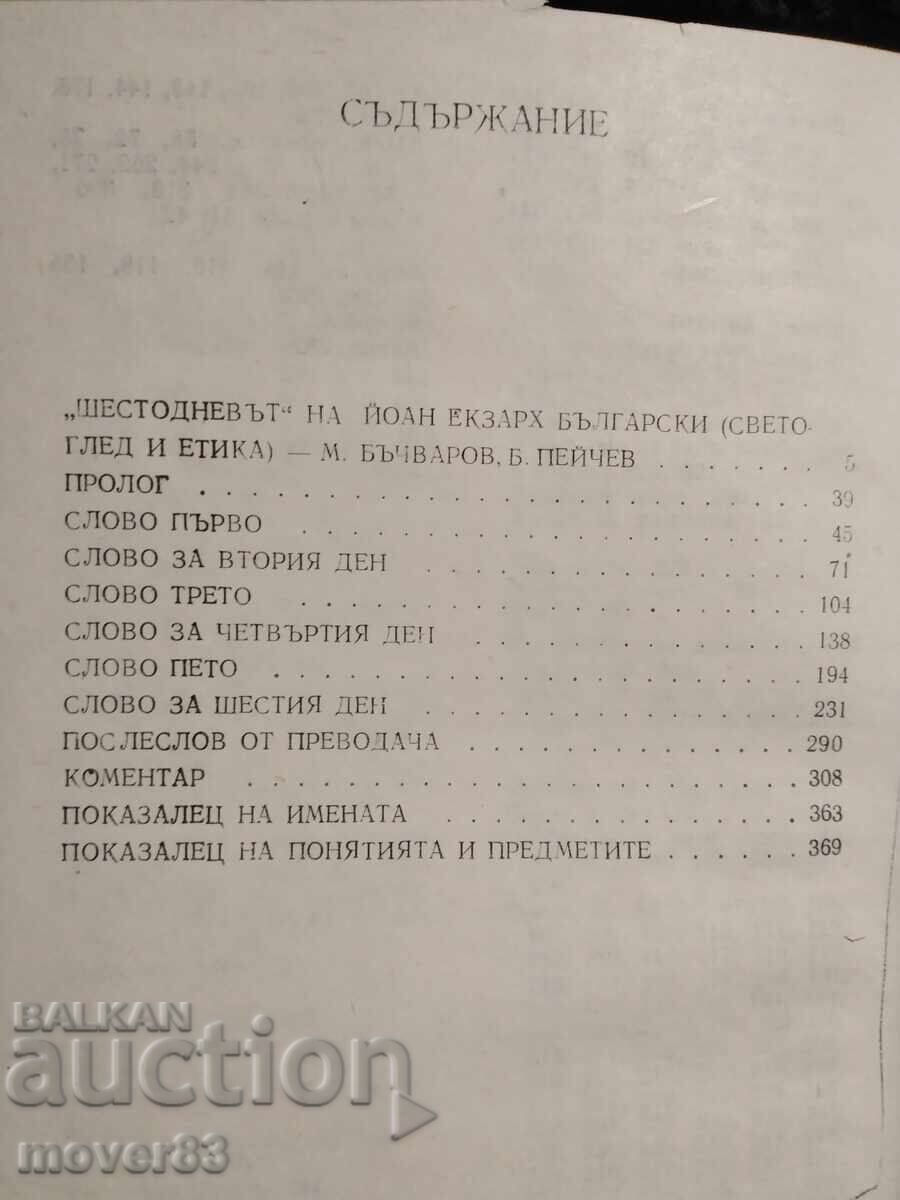 СЪДЪРЖАНИЕ
„ШЕСТОДНЕВЪТ“ НА ЙОАН ЕКЗАРХ БЪЛГАРСКИ (СВЕТО-
ГЛЕД И ЕТИКА) — М. БЪЧВАРОВ, Б. ПЕЙЧЕВ . . . . . . . 5
ПРОЛОГ . . . . . . . . . . . . . . . . . . . . . . . 39
СЛОВО ПЪРВО . . . . . . . . . . . . . . . . . . . . 45
СЛОВО ЗА ВТОРИЯ ДЕН . . . . . . . . . . . . . . . . 71
СЛОВО ТРЕТО . . . . . . . . . . . . . . . . . . . . 104
СЛОВО ЗА ЧЕТВЪРТИЯ ДЕН . . . . . . . . . . . . . . 138
СЛОВО ПЕТО . . . . . . . . . . . . . . . . . . . . . 194
СЛОВО ЗА ШЕСТИЯ ДЕН . . . . . . . . . . . . . . . . 231
ПОСЛЕСЛОВ ОТ ПРЕВОДАЧА . . . . . . . . . . . . . . 290
КОМЕНТАР . . . . . . . . . . . . . . . . . . . . . . 308
ПОКАЗАЛЕЦ НА ИМЕНАТА . . . . . . . . . . . . . . . 363
ПОКАЗАЛЕЦ НА ПОНЯТИЯТА И ПРЕДМЕТИТЕ . . . . . . 369
BALKAN
auction
mover83